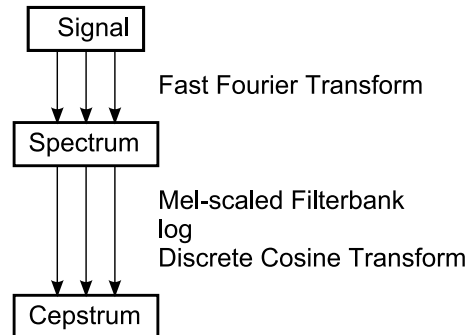 Signal
Fast Fourier Transform
Spectrum
Mel-scaled Filterbank
log
Discrete Cosine Transform
Cepstrum